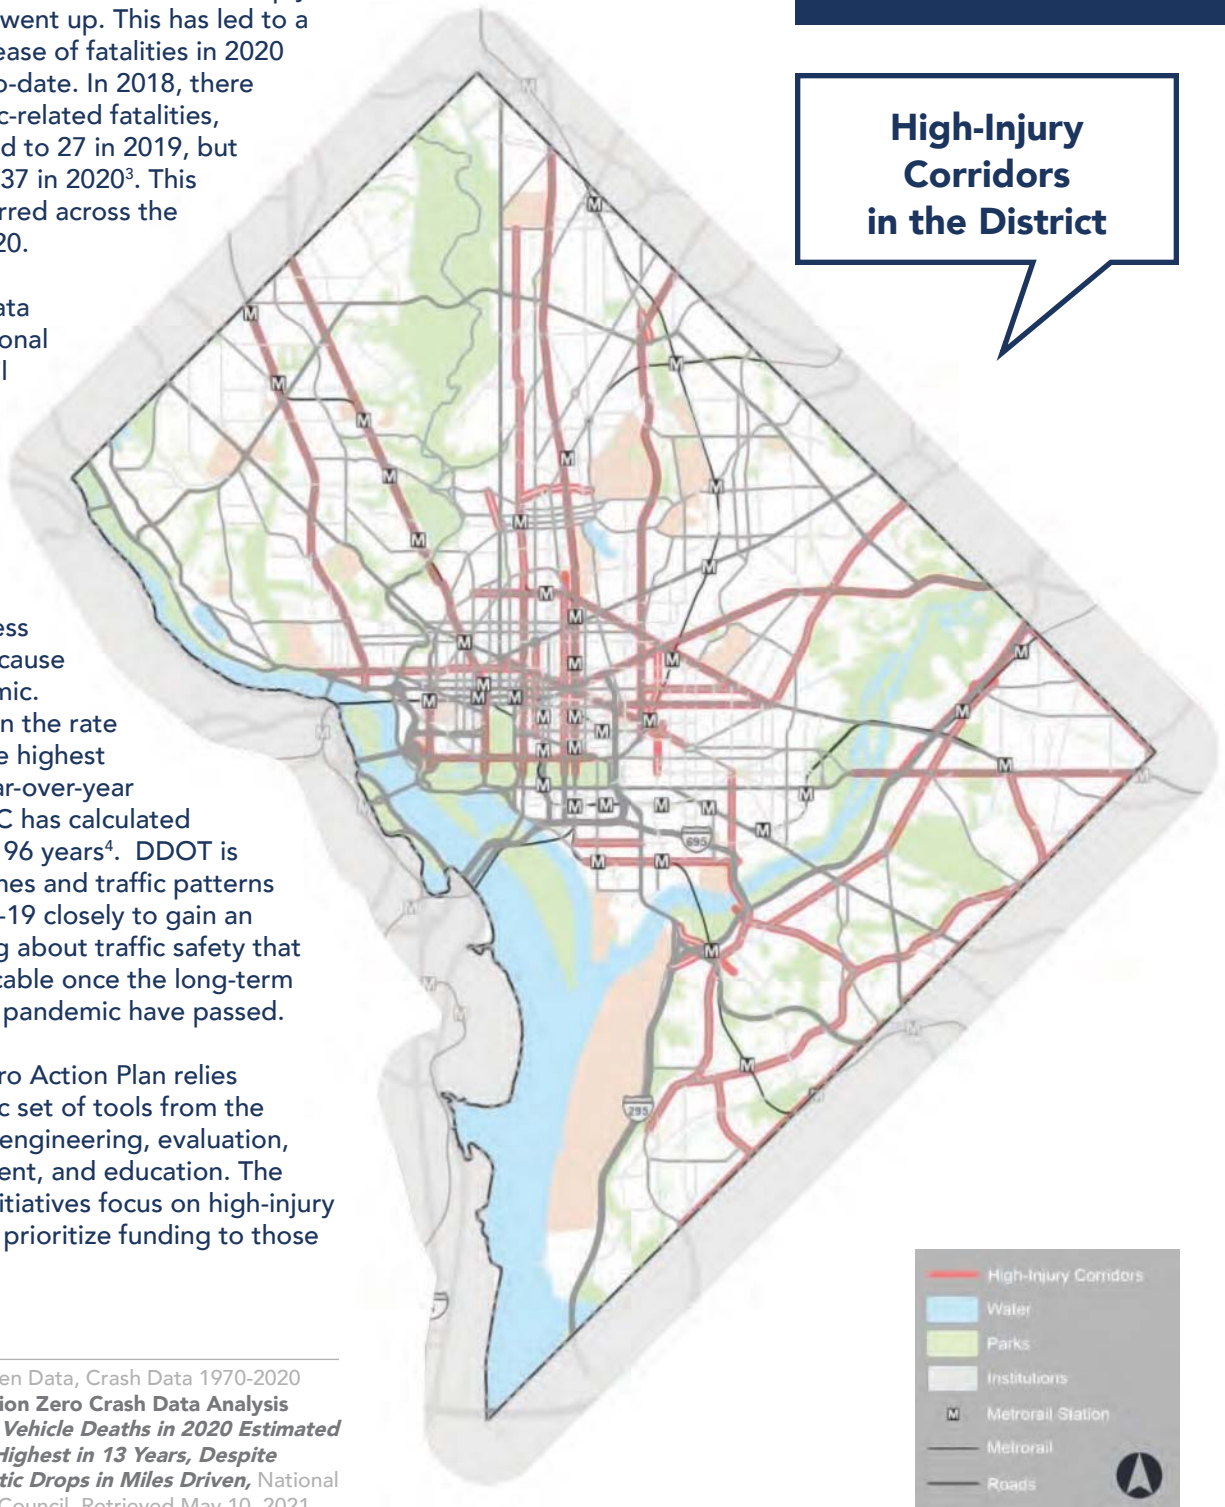 went up. This has led to a
ease of fatalities in 2020
o-date. In 2018, there
c-related fatalities,
d to 27 in 2019, but
37 in 2020³. This
rred across the
20.
ata
onal
l
ess
cause
mic.
n the rate
e highest
ar-over-year
C has calculated
96 years⁴. DDOT is
nes and traffic patterns
-19 closely to gain an
g about traffic safety that
cable once the long-term
pandemic have passed.
ro Action Plan relies
c set of tools from the
engineering, evaluation,
ent, and education. The
nitiatives focus on high-injury
prioritize funding to those
en Data, Crash Data 1970-2020
ion Zero Crash Data Analysis
Vehicle Deaths in 2020 Estimated
Highest in 13 Years, Despite
tic Drops in Miles Driven, National
Council. Retrieved May 10, 2021
High-Injury
Corridors
in the District
695
295
High-Injury Corridors
Water
Parks
Institutions
M Metrorail Station
Metrorail
Roads